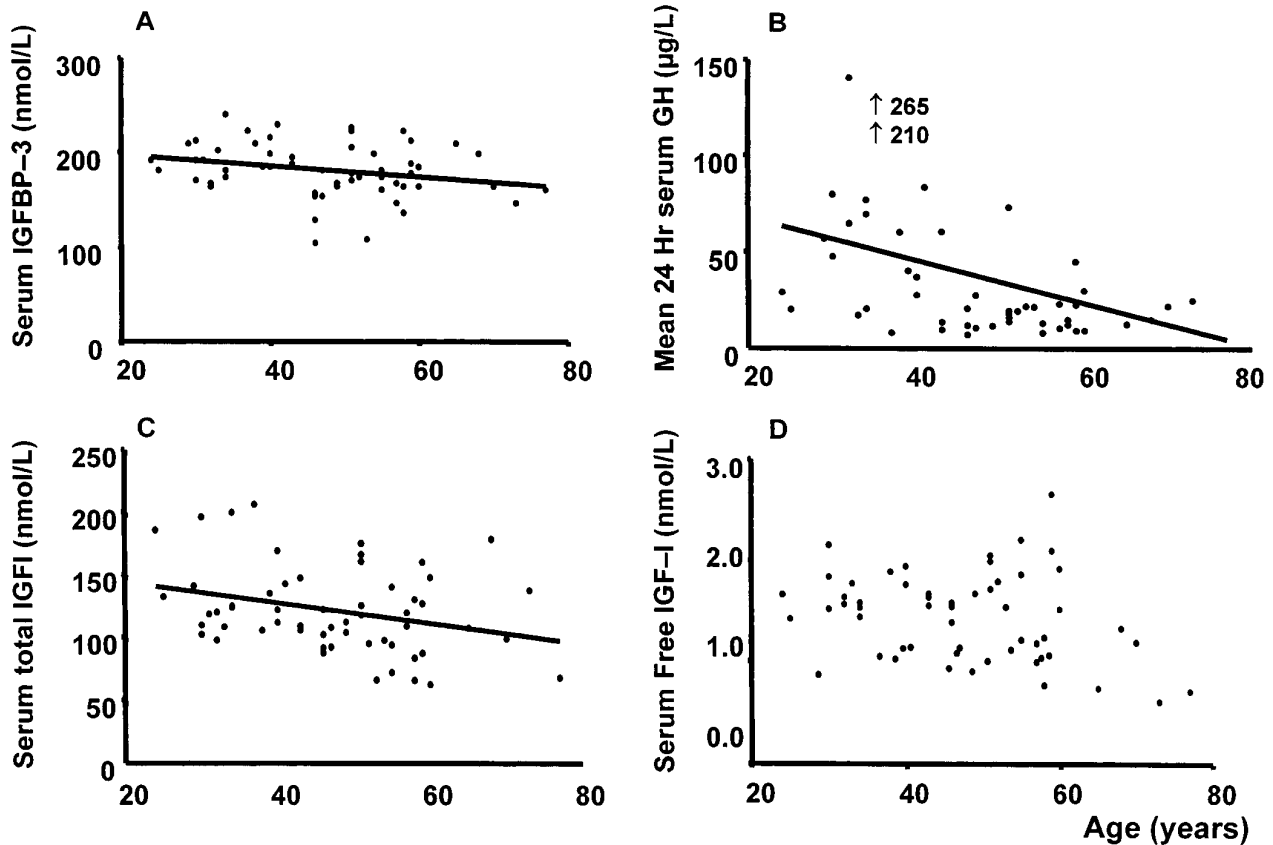 A
Serum IGFBP–3 (nmol/L)
300
200
100
0
20 40 60 80
B
Mean 24 Hr serum GH (µg/L)
150
↑ 265
↑ 210
100
50
0
20 40 60 80
C
Serum total IGFI (nmol/L)
250
200
150
100
50
0
20 40 60 80
D
Serum Free IGF–I (nmol/L)
3.0
2.0
1.0
0.0
20 40 60 80
Age (years)